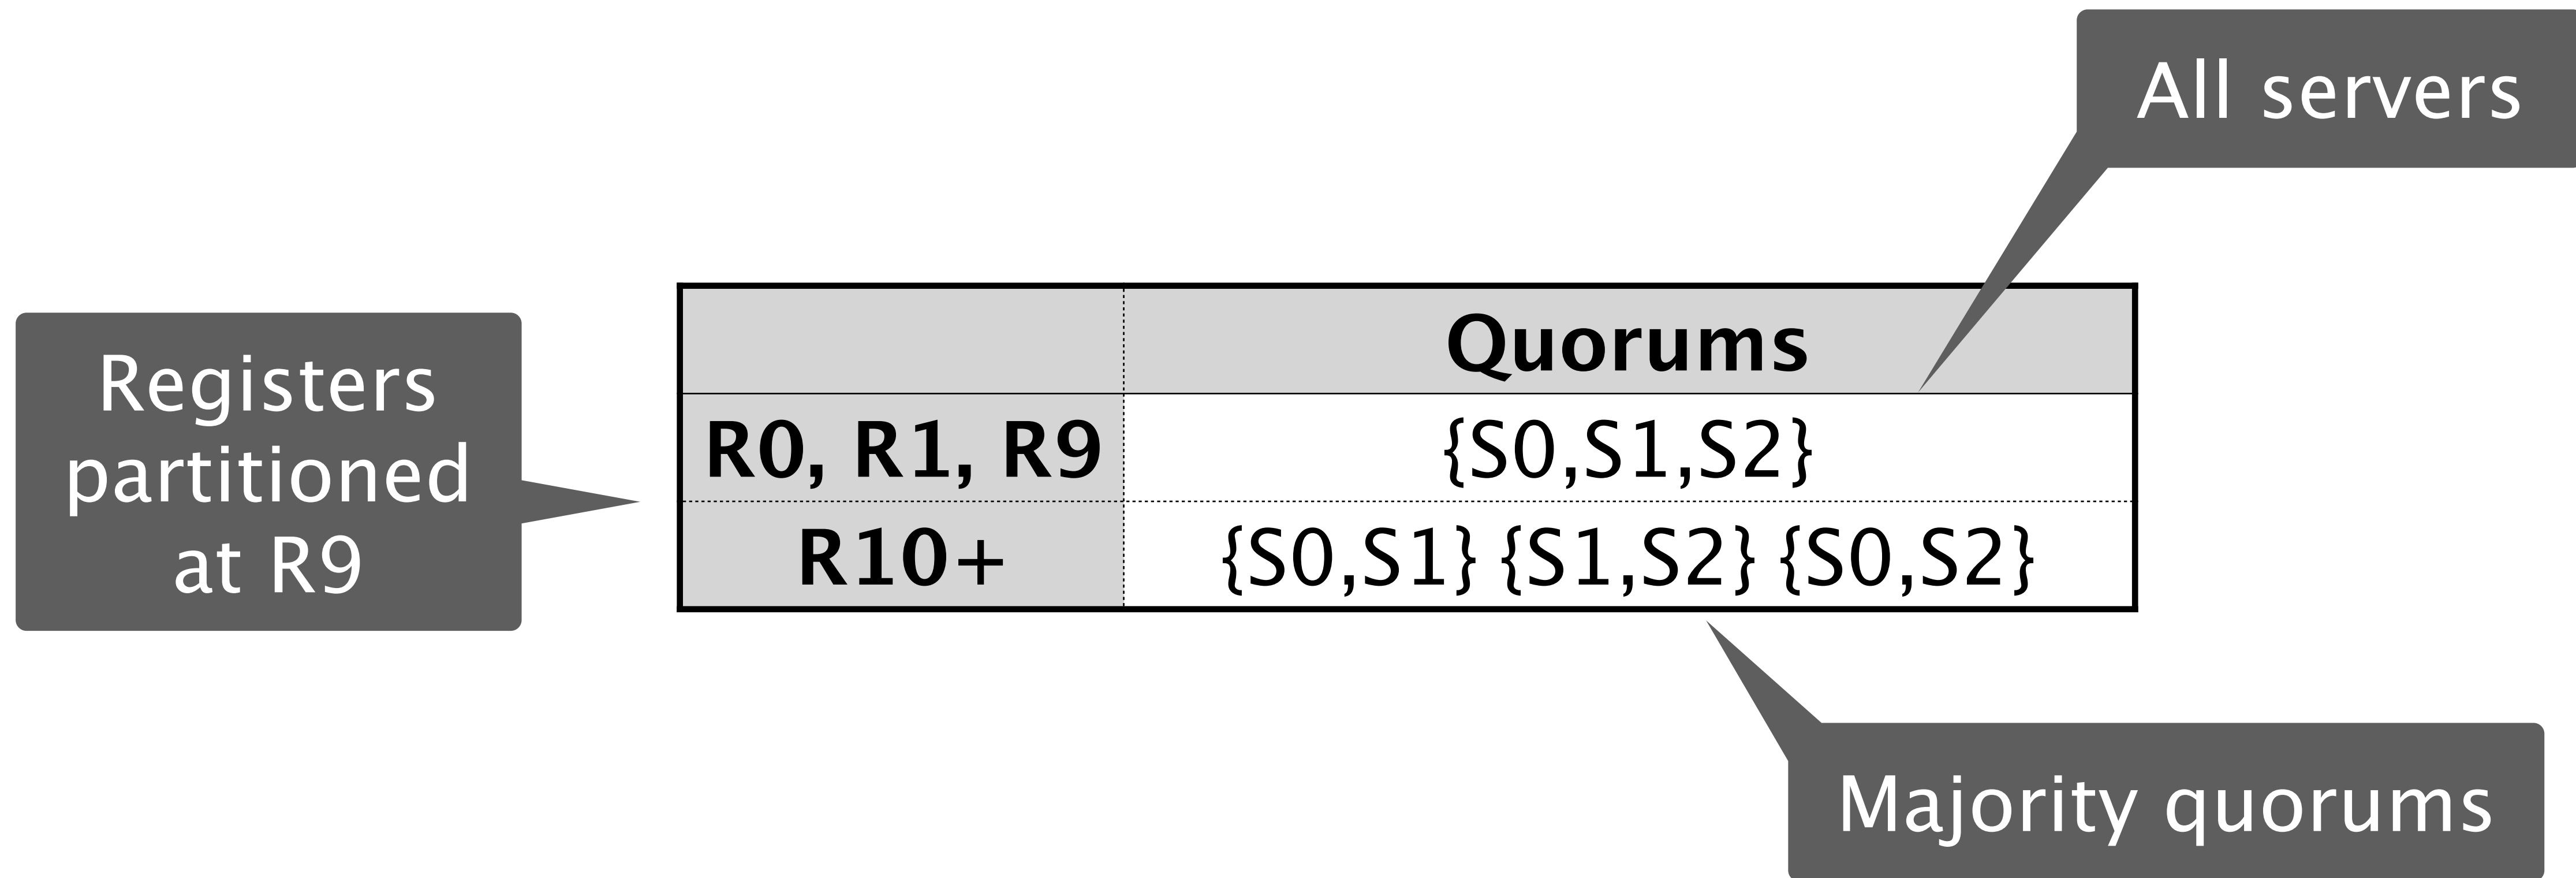 All servers
Registers
partitioned
at R9
Quorums
R0, R1, R9
{S0,S1,S2}
R10+
{S0,S1} {S1,S2} {S0,S2}
Majority quorums